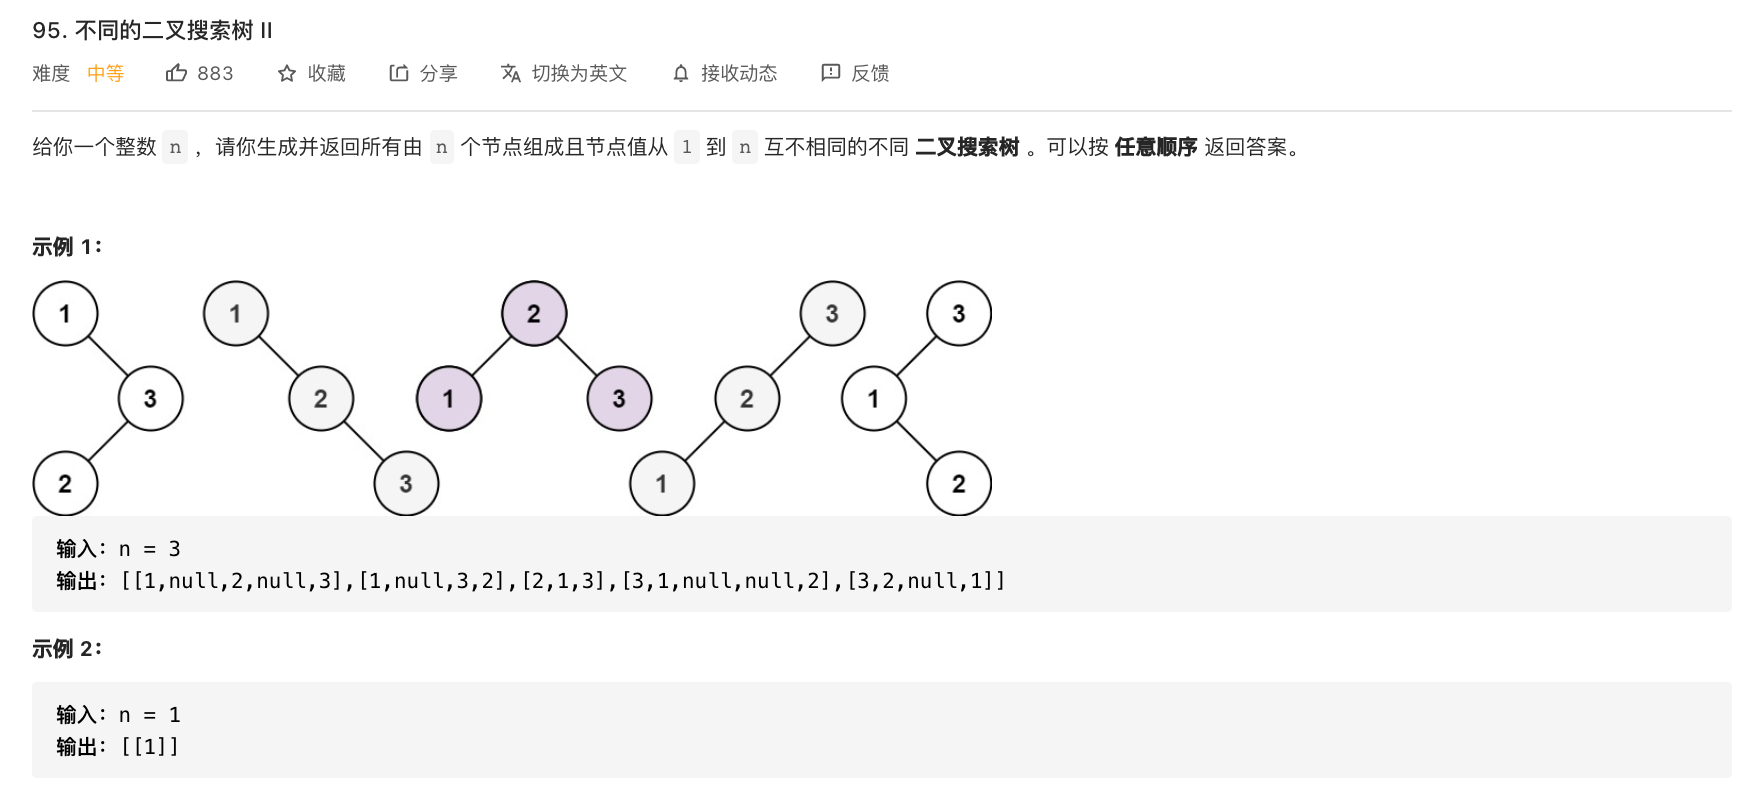 95. 不同的二叉搜索树 II
难度 中等 883 收藏 分享 切换为英文 接收动态 反馈
给你一个整数 n ，请你生成并返回所有由 n 个节点组成且节点值从 1 到 n 互不相同的不同 二叉搜索树 。可以按 任意顺序 返回答案。
示例 1：
1 1 2 3 3
3 2 1 3 2 1
2 3 1 2
输入：n = 3
输出：[[1,null,2,null,3],[1,null,3,2],[2,1,3],[3,1,null,null,2],[3,2,null,1]]
示例 2：
输入：n = 1
输出：[[1]]